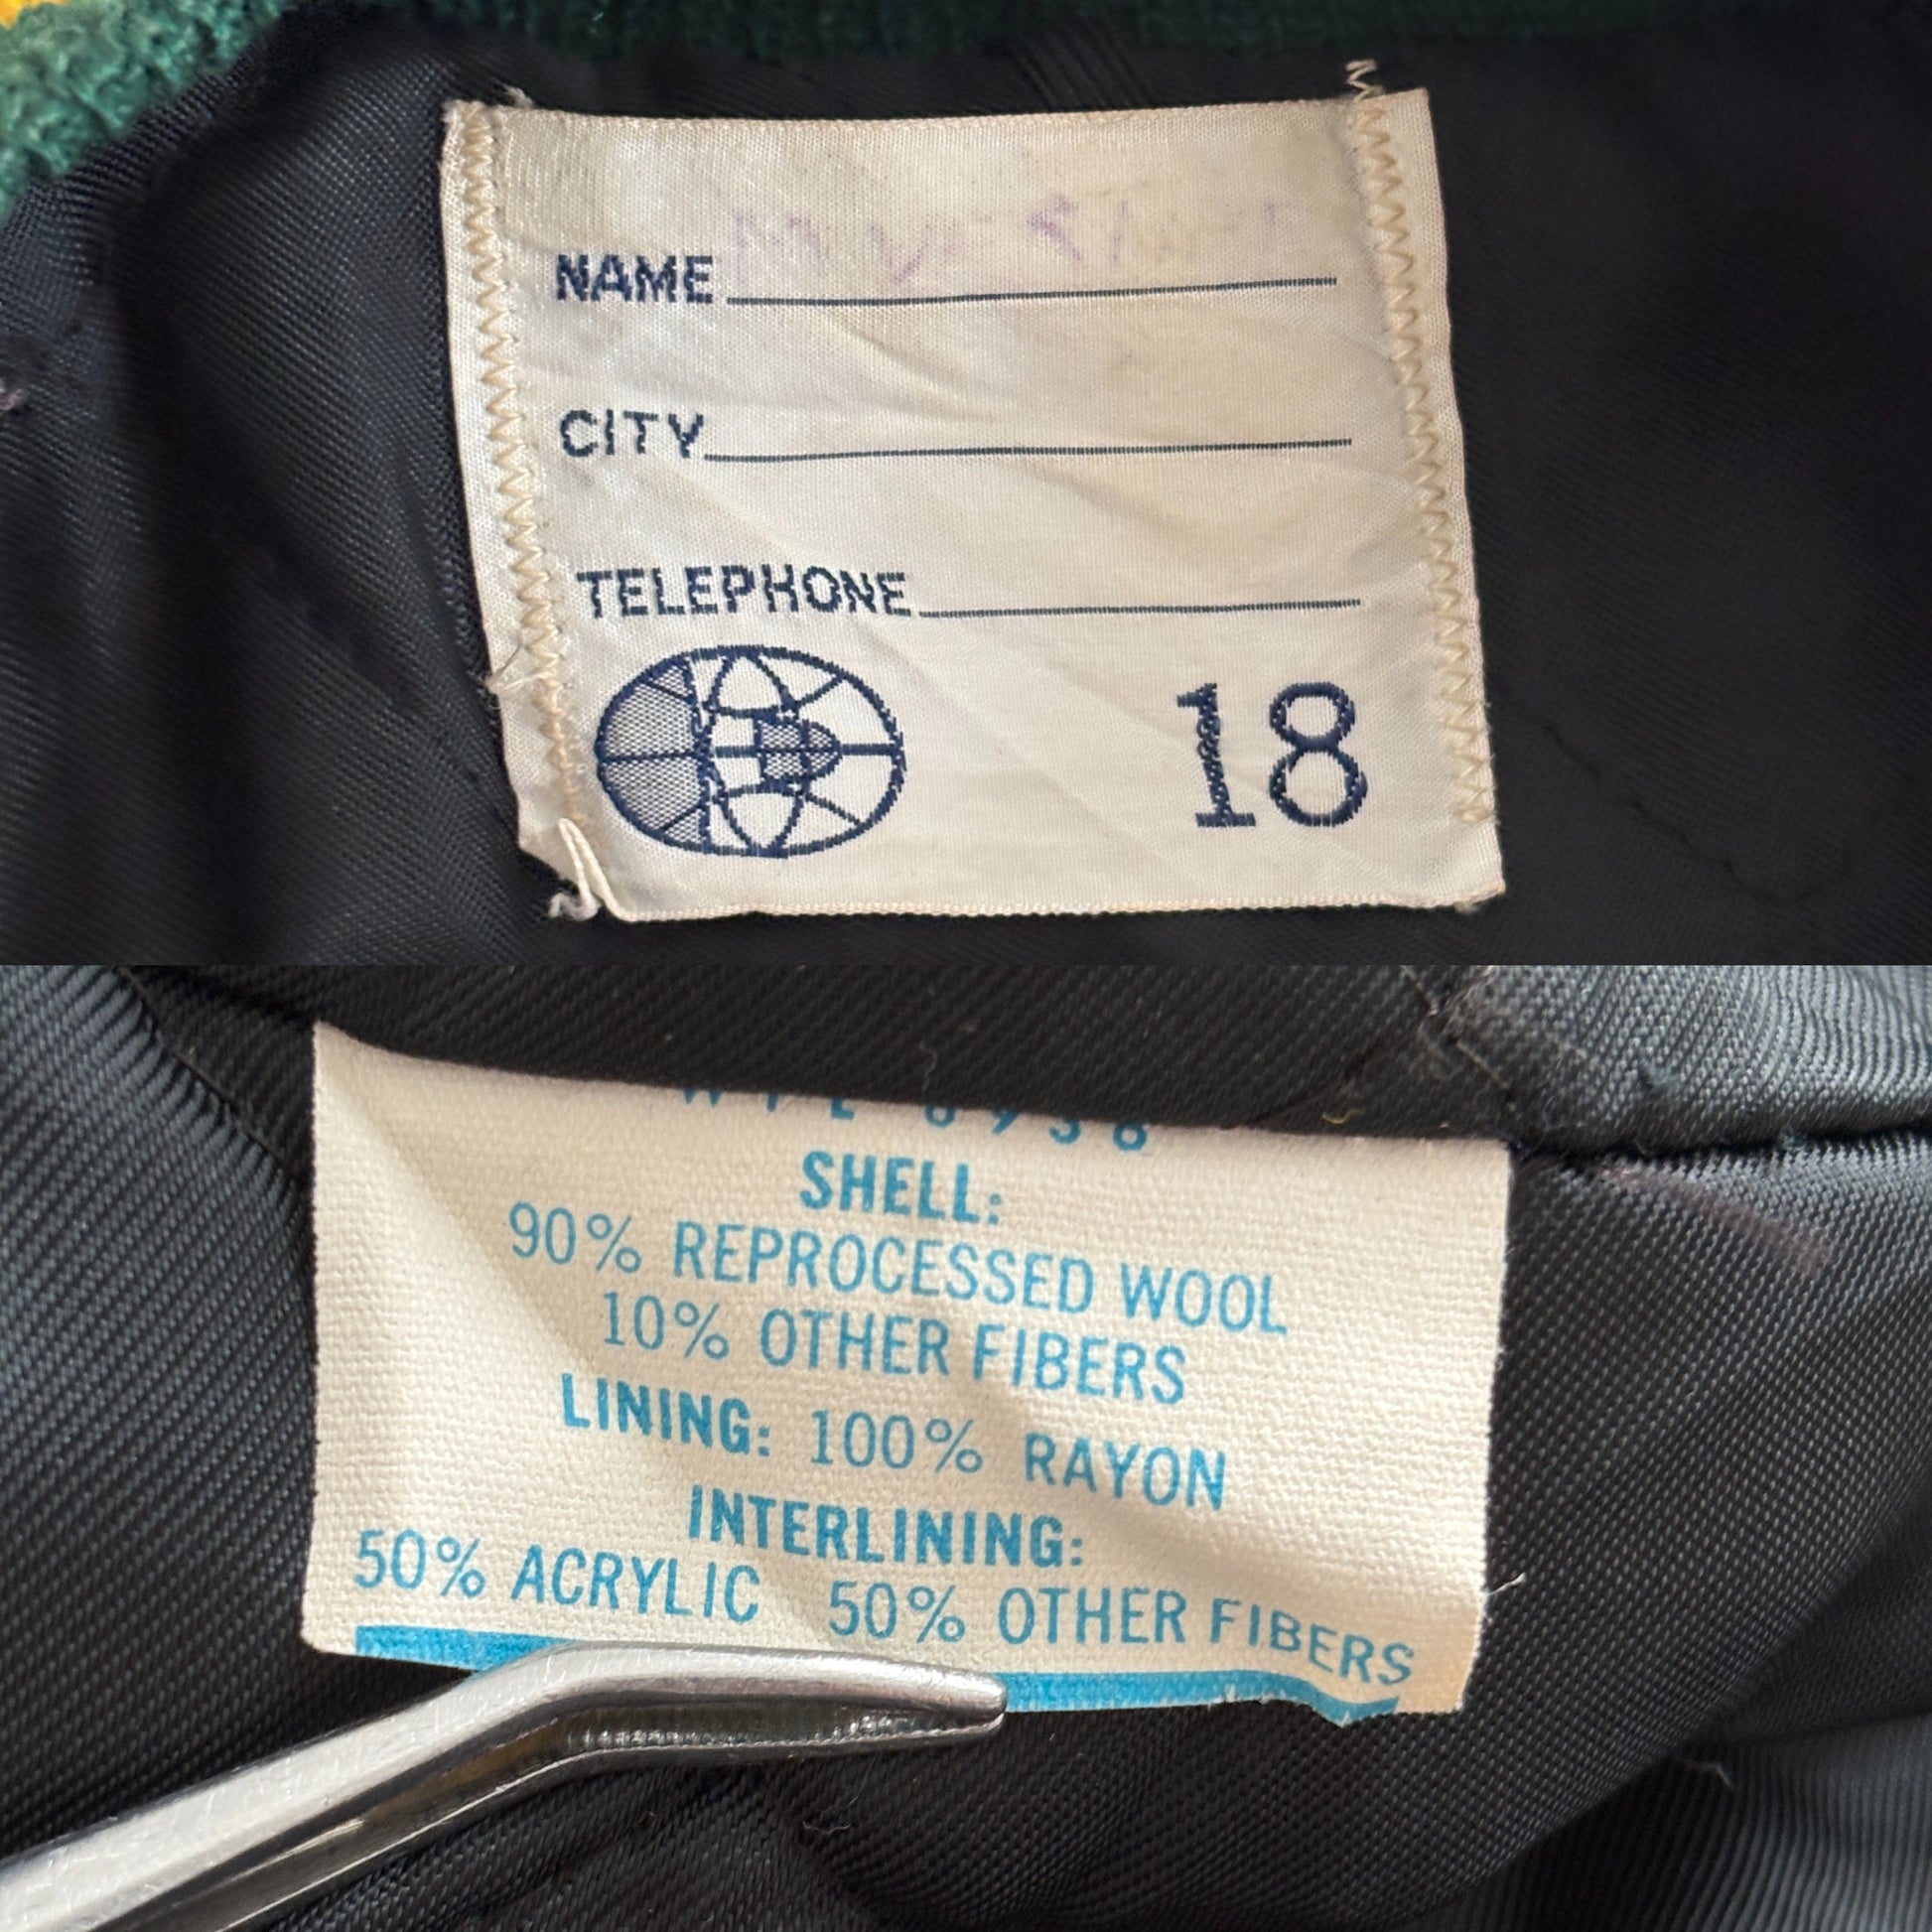 NAME
CITY
TELEPHONE
18
SHELL:
90% REPROCESSED WOOL
10% OTHER FIBERS
LINING: 100% RAYON
INTERLINING:
50% ACRYLIC 50% OTHER FIBERS